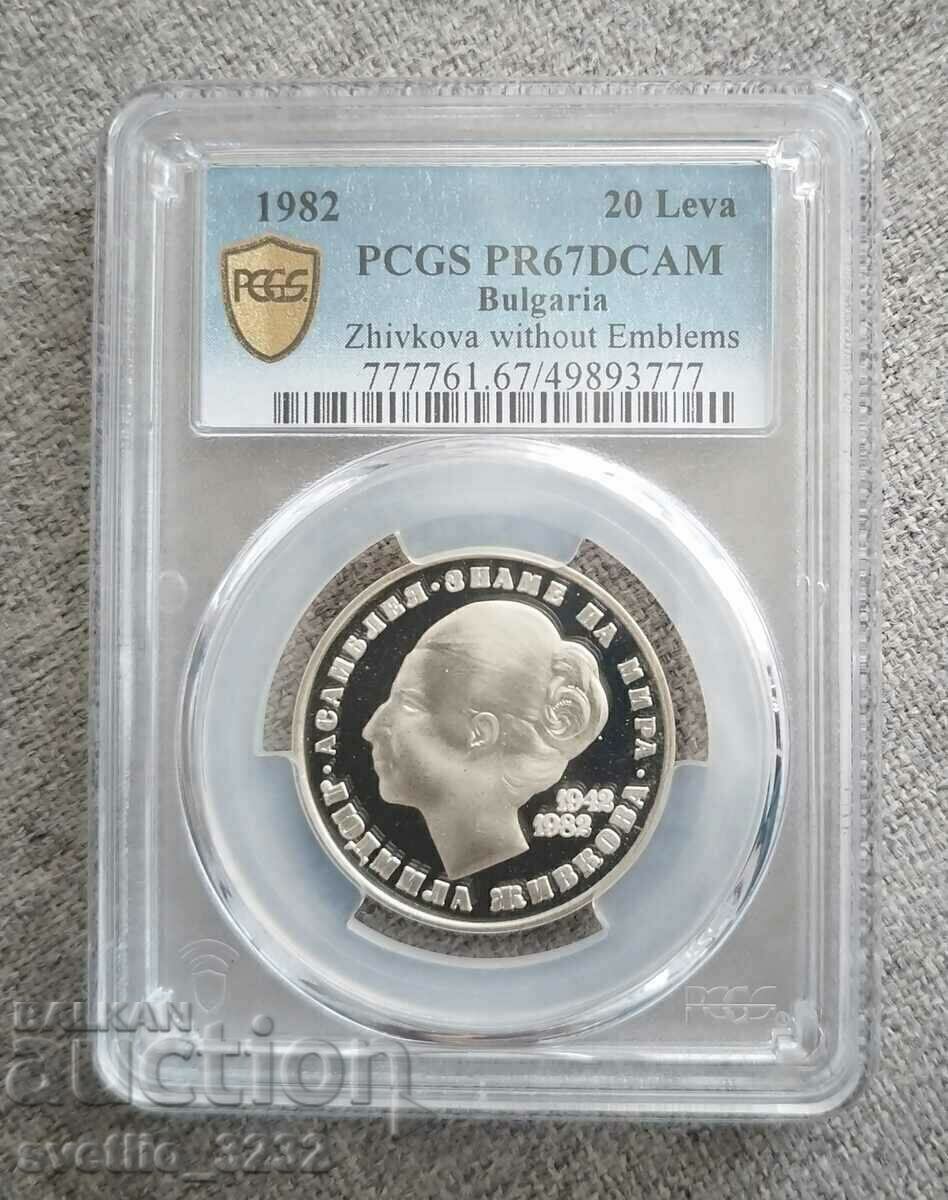 1982 20 Leva
PCGS PCGS PR67DCAM
Bulgaria
Zhivkova without Emblems
777761.67/49893777
АСАМБЛЕЯ·ЗНАМЕ НА МИРА·
1942
1982
ЛЮДМИЛА ЖИВКОВА·
PCGS
BALKAN
auction
svetlio_3232